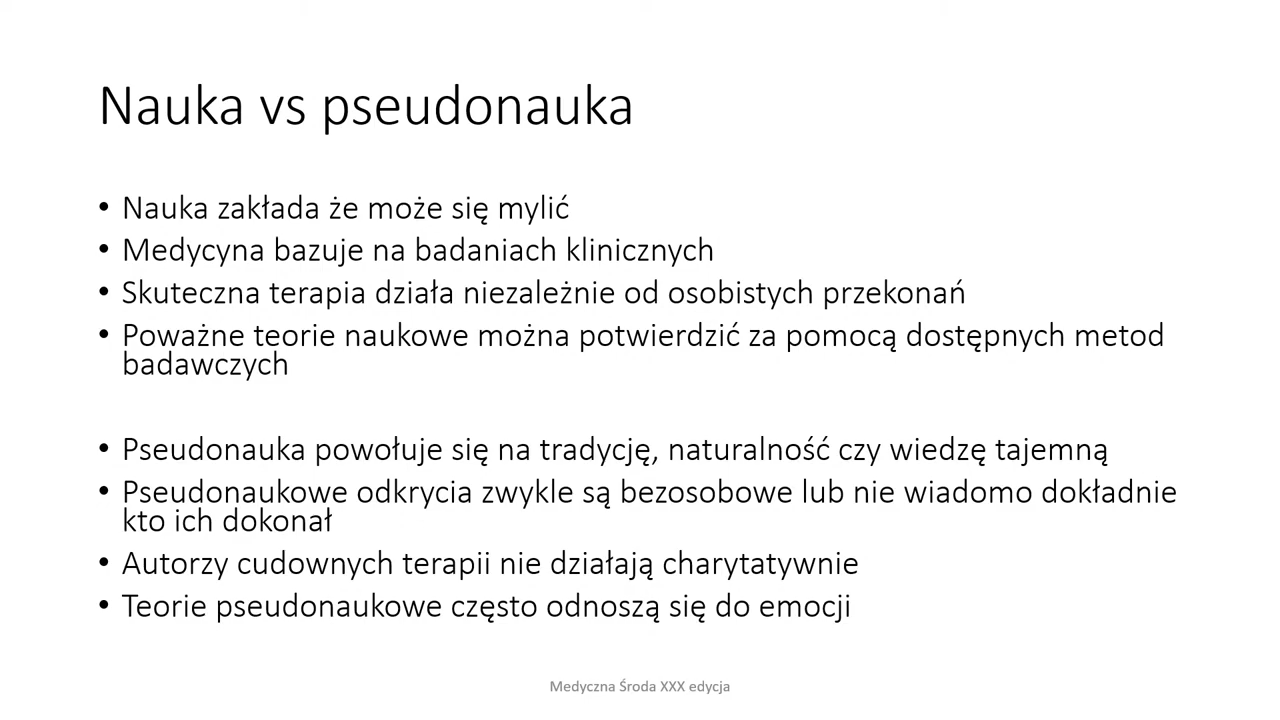 Nauka vs pseudonauka
• Nauka zakłada że może się mylić
• Medycyna bazuje na badaniach klinicznych
• Skuteczna terapia działa niezależnie od osobistych przekonań
• Poważne teorie naukowe można potwierdzić za pomocą dostępnych metod
badawczych
• Pseudonauka powołuje się na tradycję, naturalność czy wiedzę tajemną
• Pseudonaukowe odkrycia zwykle są bezosobowe lub nie wiadomo dokładnie
kto ich dokonał
• Autorzy cudownych terapii nie działają charytatywnie
• Teorie pseudonaukowe często odnoszą się do emocji
Medyczna Środa XXX edycja